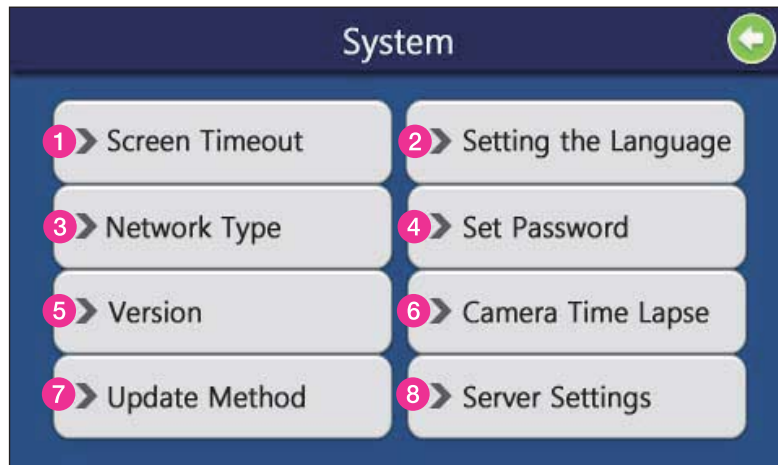 System
1 Screen Timeout
2 Setting the Language
3 Network Type
4 Set Password
5 Version
6 Camera Time Lapse
7 Update Method
8 Server Settings